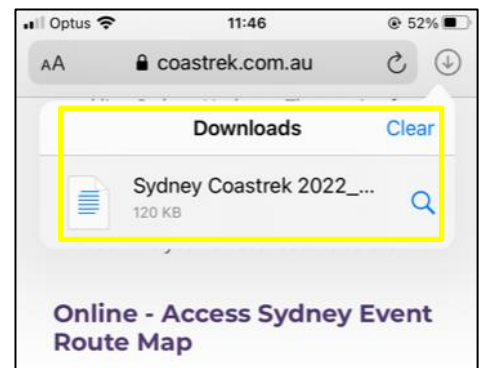 Optus 11:46 52%
AA coastrek.com.au
Downloads Clear
Sydney Coastrek 2022_...
120 KB
Online - Access Sydney Event
Route Map